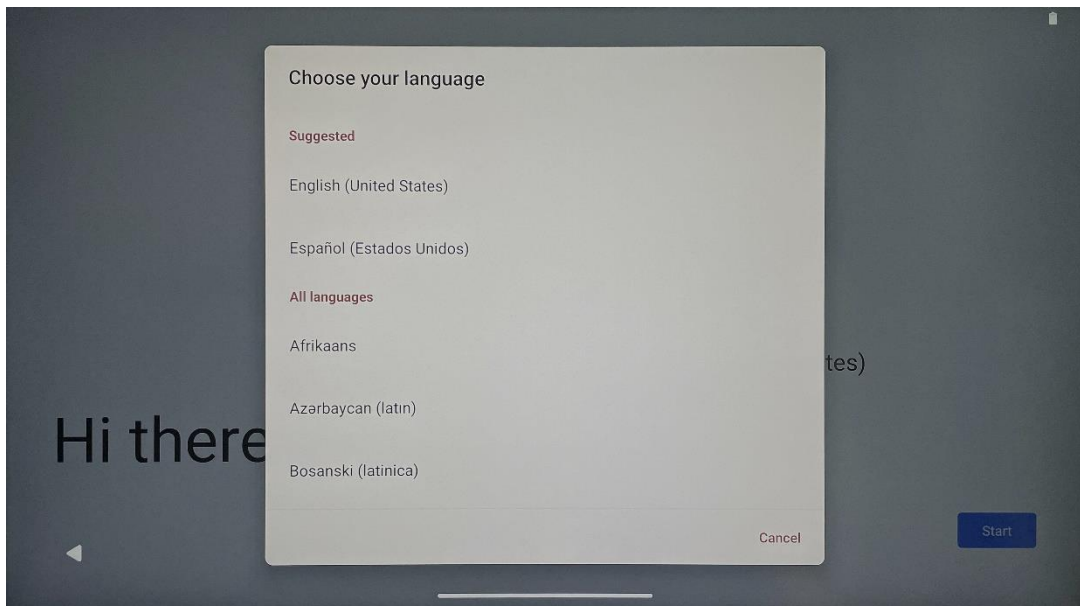 Choose your language
Suggested
English (United States)
Español (Estados Unidos)
All languages
Afrikaans
tes)
Azərbaycan (latın)
Hi there
Bosanski (latinica)
Cancel
Start